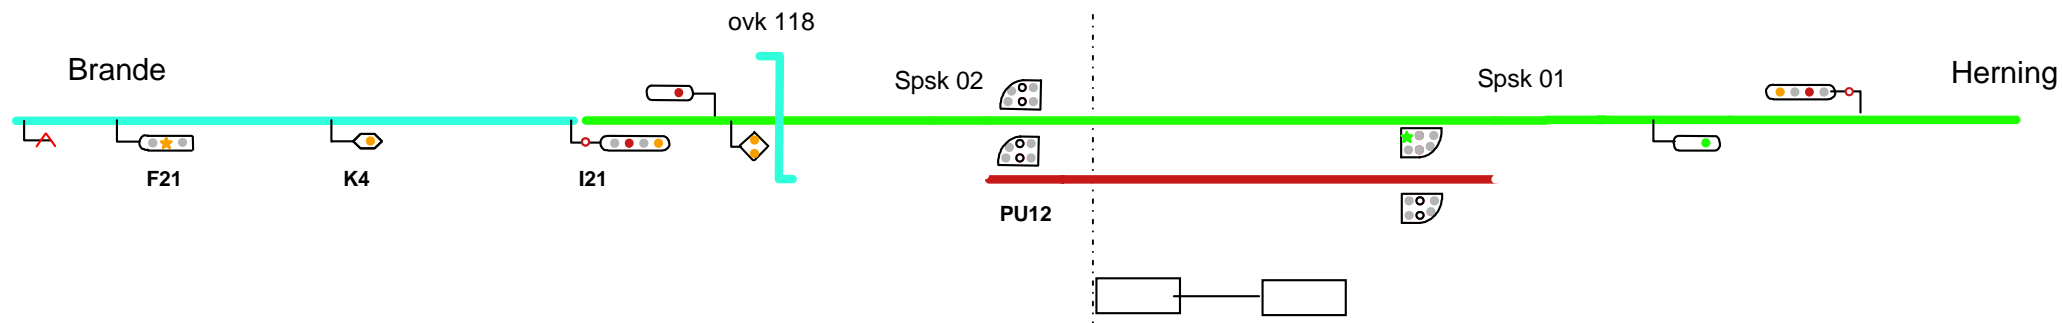 ovk 118
Brande
Spsk 02
Spsk 01
Herning
F21
K4
I21
PU12